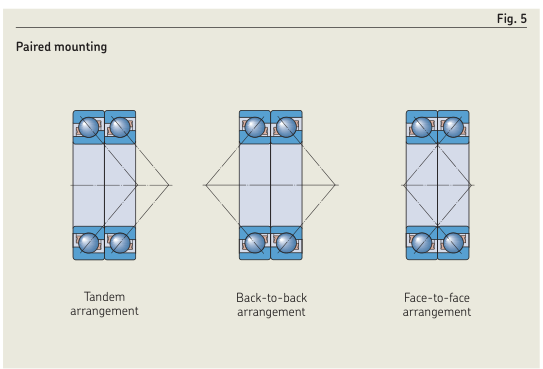 Fig. 5
Paired mounting
Tandem
arrangement
Back-to-back
arrangement
Face-to-face
arrangement